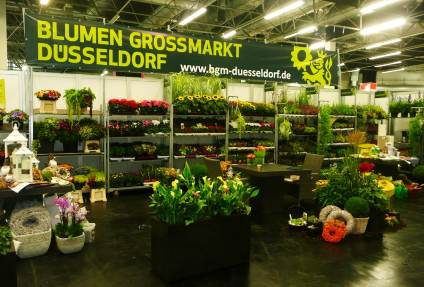 BLUMEN GROSSMARKT
DÜSSELDORF
www.bgm-duesseldorf.de